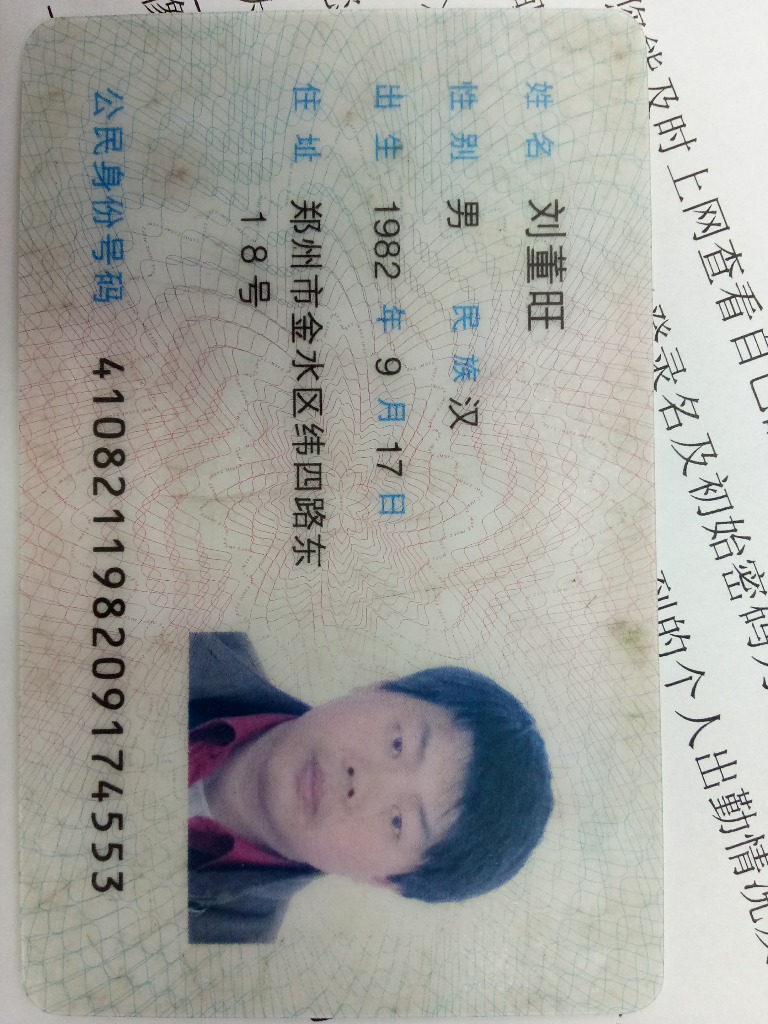 姓名 刘董旺
性别 男 民族 汉
出生 1982 年 9 月 17 日
住址 郑州市金水区纬四路东
18号
公民身份号码 410821198209174553
能及时上网查看自己
登录名及初始密码
到的个人出勤情况